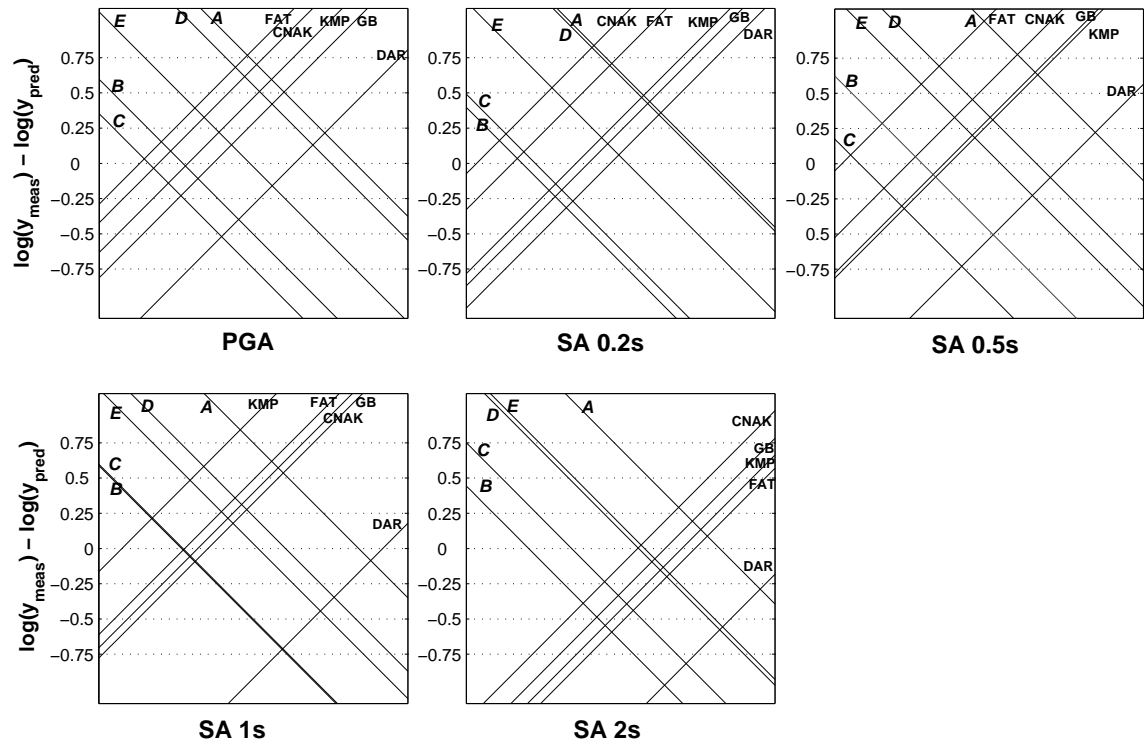 E D A FAT KMP GB
CNAK
DAR
B
C
0.75
0.5
0.25
0
−0.25
−0.5
−0.75
log(y_meas) − log(y_pred)
PGA
E A D CNAK FAT KMP GB
DAR
C
B
0.75
0.5
0.25
0
−0.25
−0.5
−0.75
SA 0.2s
E D A FAT CNAK GB
KMP
B
DAR
C
0.75
0.5
0.25
0
−0.25
0.5
−0.75
SA 0.5s
E D A KMP FAT GB
CNAK
C
B
DAR
0.75
0.5
0.25
0
−0.25
−0.5
−0.75
log(y_meas) − log(y_pred)
SA 1s
D E A
CNAK
C
GB
KMP
B
FAT
DAR
0.75
0.5
0.25
0
−0.25
−0.5
−0.75
SA 2s